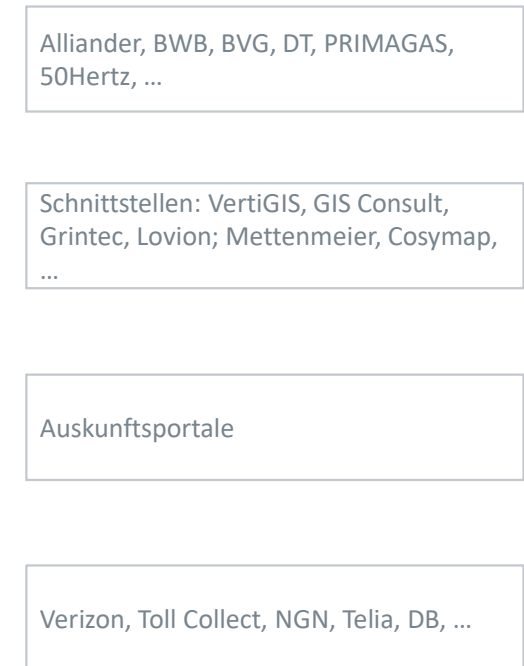 Alliander, BWB, BVG, DT, PRIMAGAS,
50Hertz, …
Schnittstellen: VertiGIS, GIS Consult,
Grintec, Lovion; Mettenmeier, Cosymap,
…
Auskunftsportale
Verizon, Toll Collect, NGN, Telia, DB, …